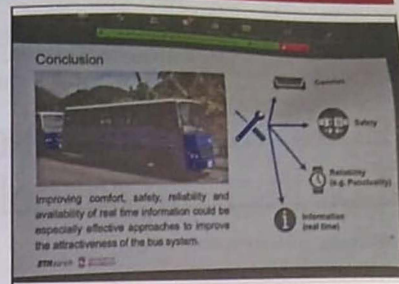 Conclusion
Comfort
Safety
Reliability
(e.g. Punctuality)
Information
(real time)
Improving comfort, safety, reliability and
availability of real time information could be
especially effective approaches to improve
the attractiveness of the bus system.
ETH zürich